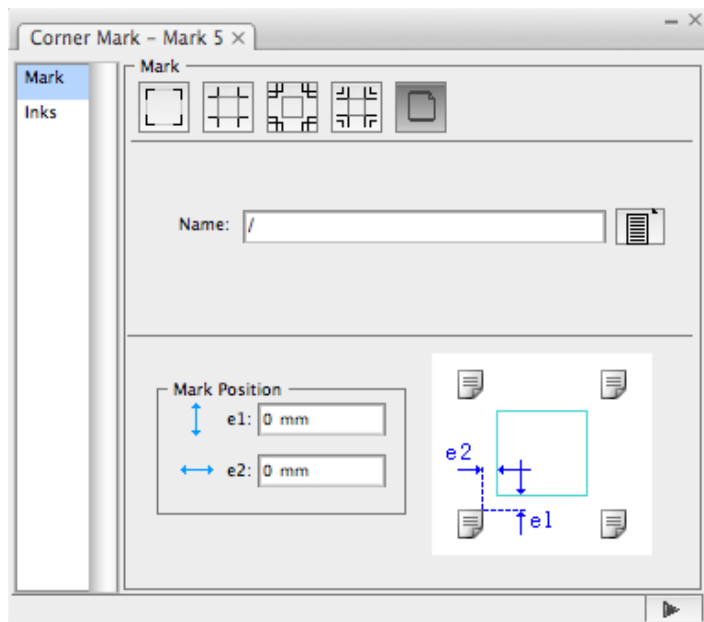 Corner Mark – Mark 5
Mark
Inks
Mark
Name: /
Mark Position
e1: 0 mm
e2: 0 mm
e2
e1